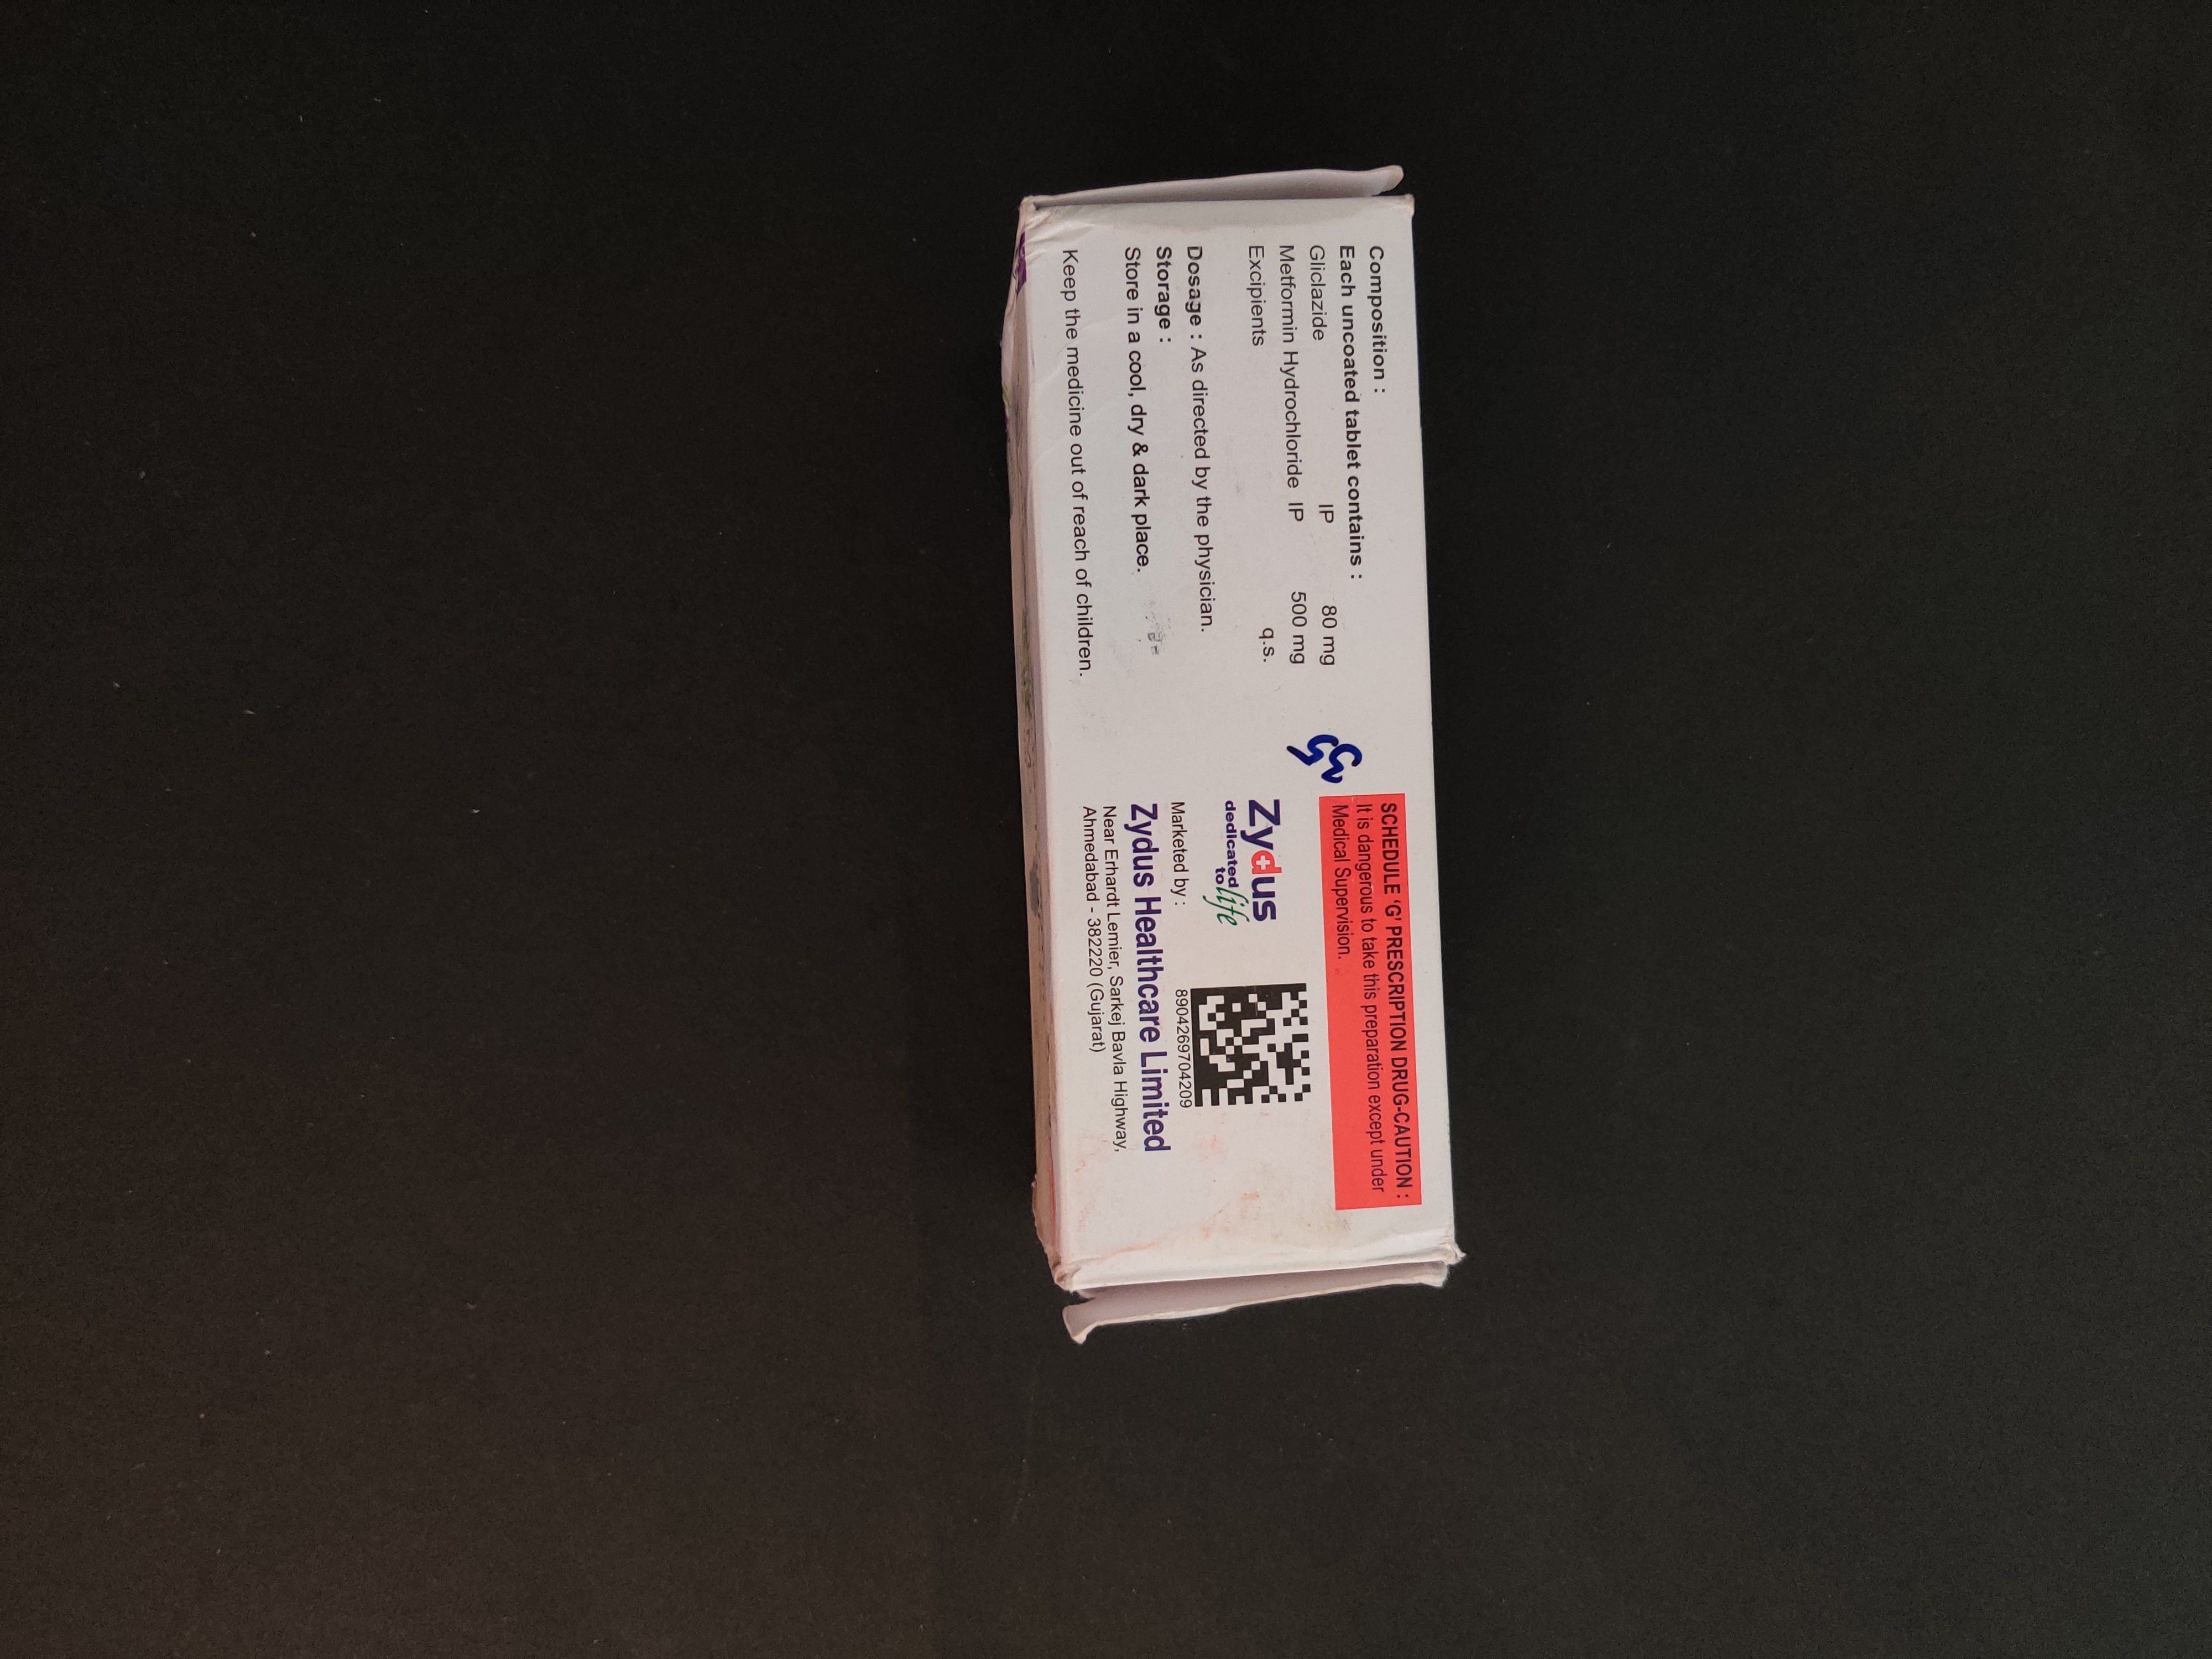 Composition :
Each uncoated tablet contains :
Gliclazide IP 80 mg
Metformin Hydrochloride IP 500 mg
Excipients q.s.
Dosage : As directed by the physician.
Storage :
Store in a cool, dry & dark place.
Keep the medicine out of reach of children.
35
SCHEDULE 'G' PRESCRIPTION DRUG-CAUTION :
It is dangerous to take this preparation except under
Medical Supervision.
Zydus
dedicated
to life
8904269704209
Marketed by :
Zydus Healthcare Limited
Near Erhardt Lemier, Sarkej Bavla Highway,
Ahmedabad - 382220 (Gujarat)